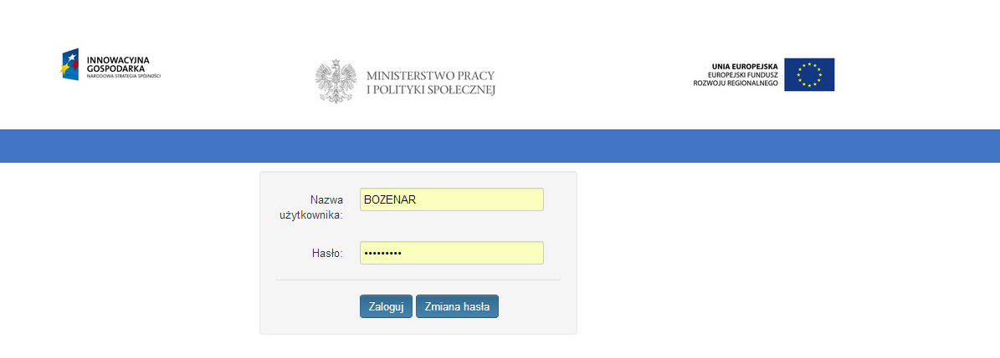 INNOWACYJNA
GOSPODARKA
NARODOWA STRATEGIA SPÓJNOŚCI
MINISTERSTWO PRACY
I POLITYKI SPOŁECZNEJ
UNIA EUROPEJSKA
EUROPEJSKI FUNDUSZ
ROZWOJU REGIONALNEGO
Nazwa
użytkownika:
BOZENAR
Hasło:
•••••••••
Zaloguj
Zmiana hasła